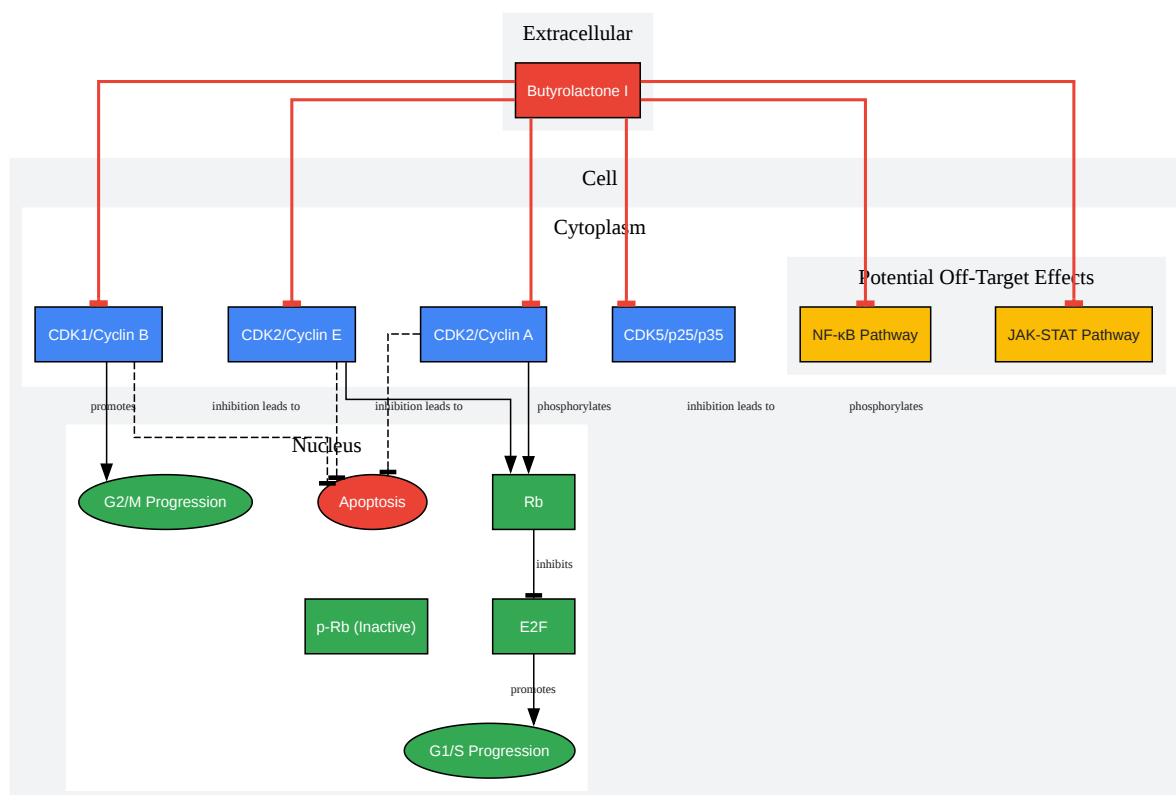 Extracellular
Butyrolactone I
Cell
Cytoplasm
Potential Off-Target Effects
CDK1/Cyclin B
CDK2/Cyclin E
CDK2/Cyclin A
CDK5/p25/p35
NF-κB Pathway
JAK-STAT Pathway
promotes
inhibition leads to
inhibition leads to
phosphorylates
inhibition leads to
phosphorylates
Nucleus
G2/M Progression
Apoptosis
Rb
inhibits
p-Rb (Inactive)
E2F
promotes
G1/S Progression